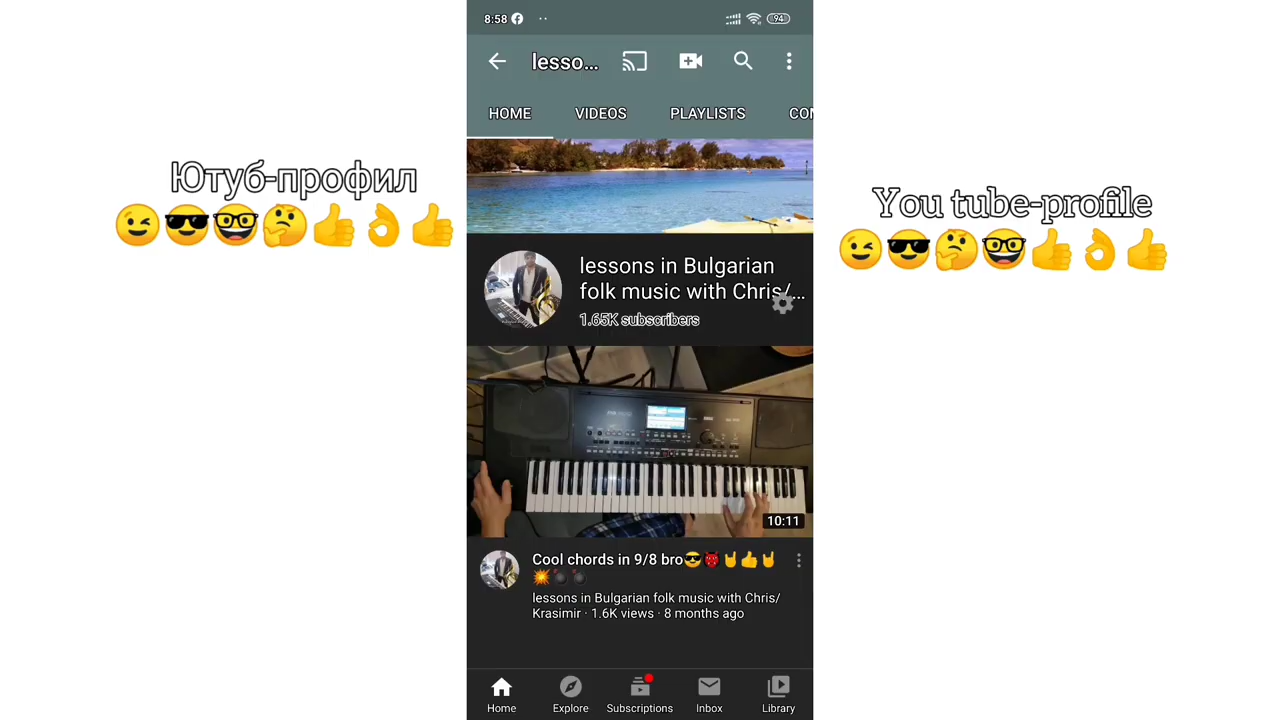 8:58
94
lesso...
HOME VIDEOS PLAYLISTS COM
Ютуб-профил
😉😎🤓🤔👍👌👍
You tube-profile
😉😎🤔🤓👍👌👍
lessons in Bulgarian
folk music with Chris/...
1.65K subscribers
10:11
Cool chords in 9/8 bro😎👹🤘👍🤘
💥💣💣
lessons in Bulgarian folk music with Chris/
Krasimir · 1.6K views · 8 months ago
Home Explore Subscriptions Inbox Library